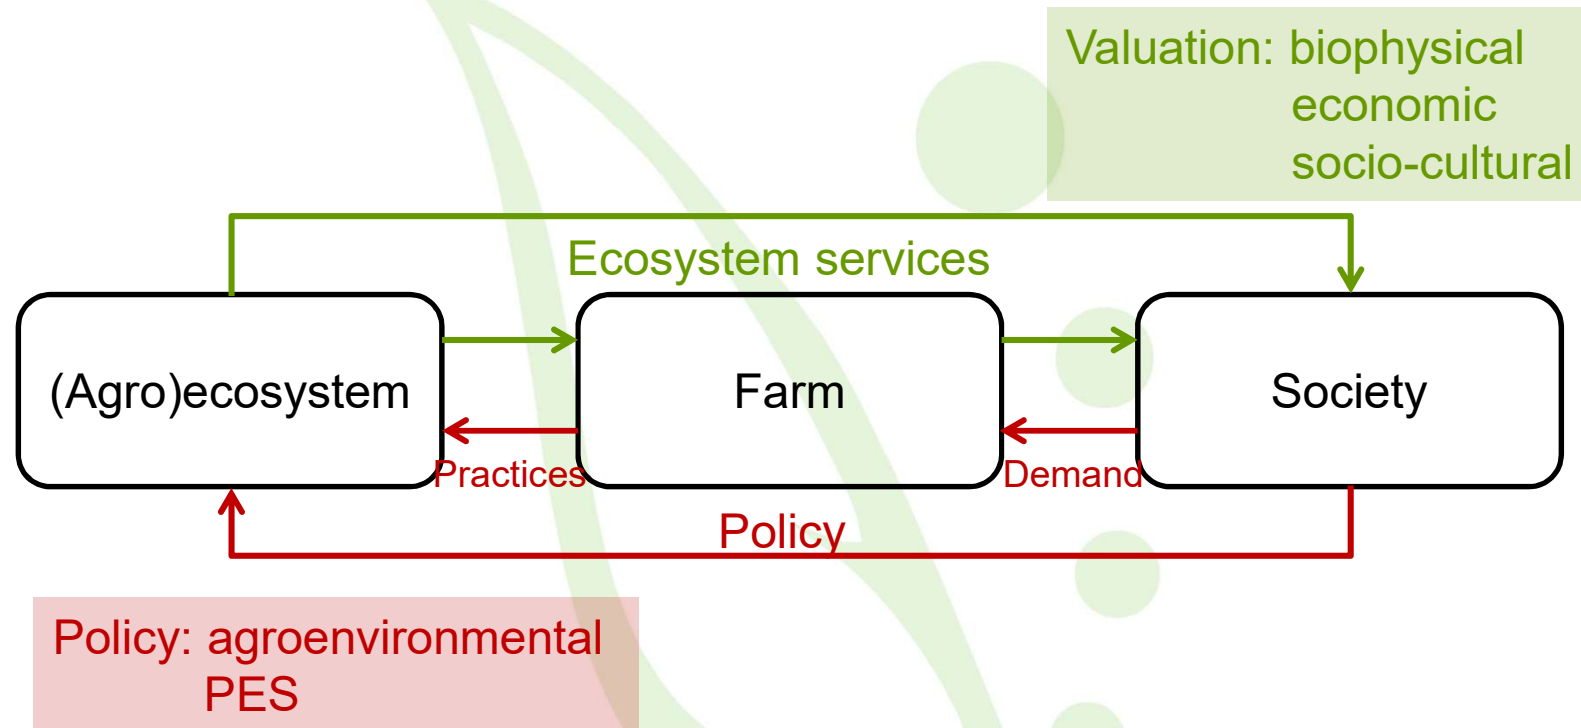 Valuation: biophysical
economic
socio-cultural
Ecosystem services
(Agro)ecosystem
Farm
Society
Practices
Demand
Policy
Policy: agroenvironmental
PES